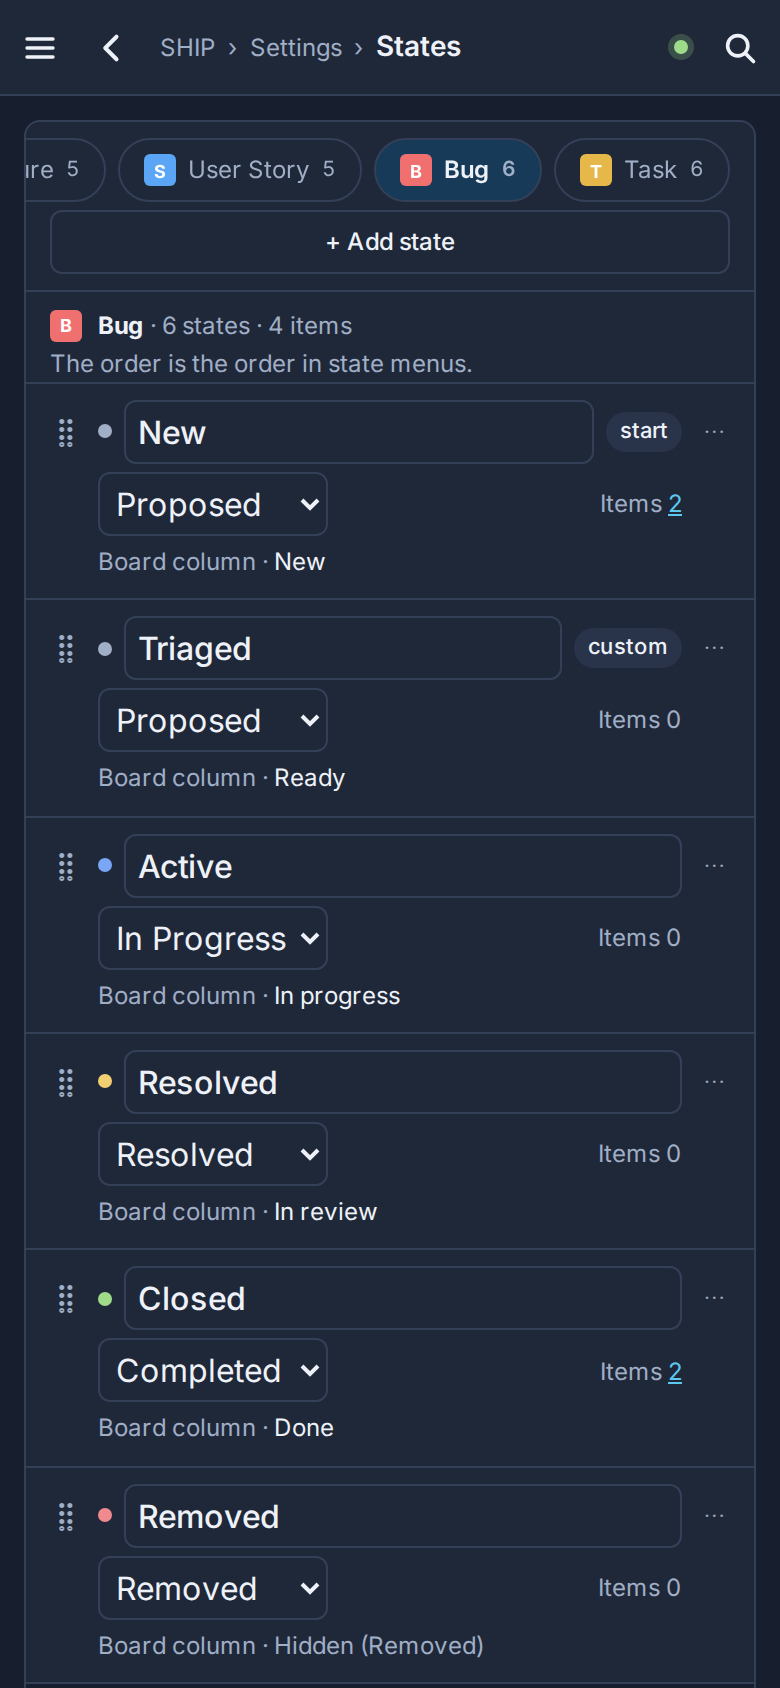 SHIP › Settings › States
ure 5 S User Story 5 B Bug 6 T Task 6
+ Add state
B Bug · 6 states · 4 items
The order is the order in state menus.
New start ···
Proposed Items 2
Board column · New
Triaged custom ···
Proposed Items 0
Board column · Ready
Active ···
In Progress Items 0
Board column · In progress
Resolved ···
Resolved Items 0
Board column · In review
Closed ···
Completed Items 2
Board column · Done
Removed ···
Removed Items 0
Board column · Hidden (Removed)